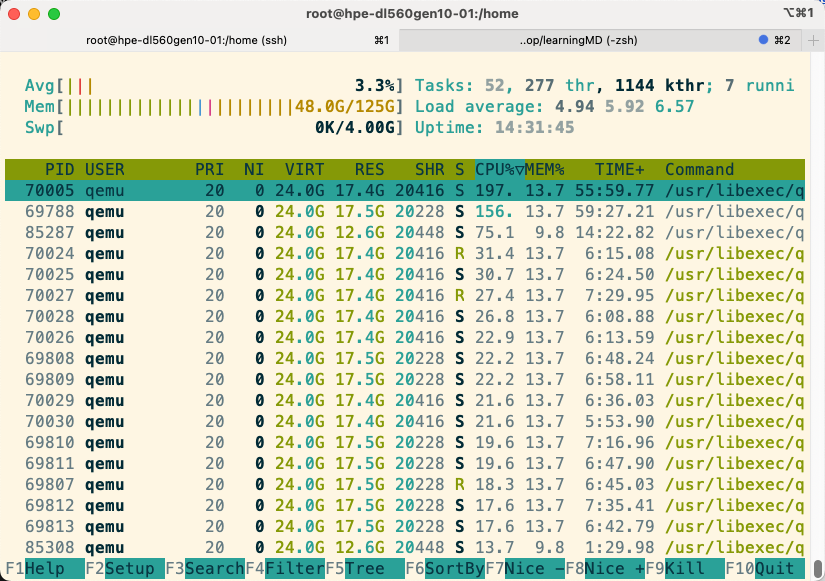 root@hpe-dl560gen10-01:/home ⌥⌘1
root@hpe-dl560gen10-01:/home (ssh) ⌘1 ..op/learningMD (-zsh) ⌘2 +
Avg[||| 3.3%] Tasks: 52, 277 thr, 1144 kthr; 7 runni
Mem[|||||||||||||||||||||||48.0G/125G] Load average: 4.94 5.92 6.57
Swp[ 0K/4.00G] Uptime: 14:31:45
PID USER PRI NI VIRT RES SHR S CPU%▽MEM% TIME+ Command
70005 qemu 20 0 24.0G 17.4G 20416 S 197. 13.7 55:59.77 /usr/libexec/q
69788 qemu 20 0 24.0G 17.5G 20228 S 156. 13.7 59:27.21 /usr/libexec/q
85287 qemu 20 0 24.0G 12.6G 20448 S 75.1 9.8 14:22.82 /usr/libexec/q
70024 qemu 20 0 24.0G 17.4G 20416 R 31.4 13.7 6:15.08 /usr/libexec/q
70025 qemu 20 0 24.0G 17.4G 20416 S 30.7 13.7 6:24.50 /usr/libexec/q
70027 qemu 20 0 24.0G 17.4G 20416 R 27.4 13.7 7:29.95 /usr/libexec/q
70028 qemu 20 0 24.0G 17.4G 20416 S 26.8 13.7 6:08.88 /usr/libexec/q
70026 qemu 20 0 24.0G 17.4G 20416 S 22.9 13.7 6:13.59 /usr/libexec/q
69808 qemu 20 0 24.0G 17.5G 20228 S 22.2 13.7 6:48.24 /usr/libexec/q
69809 qemu 20 0 24.0G 17.5G 20228 S 22.2 13.7 6:58.11 /usr/libexec/q
70029 qemu 20 0 24.0G 17.4G 20416 S 21.6 13.7 6:36.03 /usr/libexec/q
70030 qemu 20 0 24.0G 17.4G 20416 S 21.6 13.7 5:53.90 /usr/libexec/q
69810 qemu 20 0 24.0G 17.5G 20228 S 19.6 13.7 7:16.96 /usr/libexec/q
69811 qemu 20 0 24.0G 17.5G 20228 S 19.6 13.7 6:47.90 /usr/libexec/q
69807 qemu 20 0 24.0G 17.5G 20228 R 18.3 13.7 6:45.03 /usr/libexec/q
69812 qemu 20 0 24.0G 17.5G 20228 S 17.6 13.7 7:35.41 /usr/libexec/q
69813 qemu 20 0 24.0G 17.5G 20228 S 17.6 13.7 6:42.79 /usr/libexec/q
85308 qemu 20 0 24.0G 12.6G 20448 S 13.7 9.8 1:29.98 /usr/libexec/q
F1Help F2Setup F3SearchF4FilterF5Tree F6SortByF7Nice -F8Nice +F9Kill F10Quit